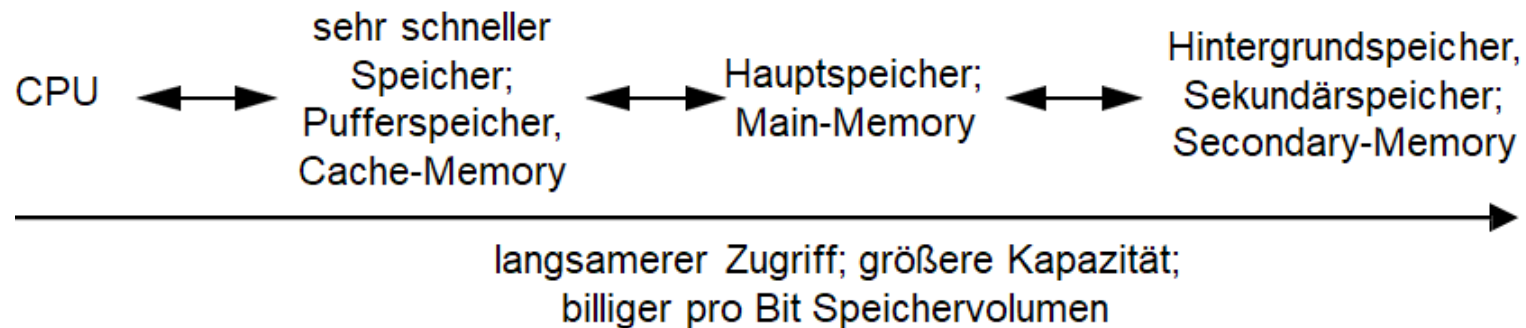 CPU
sehr schneller
Speicher;
Pufferspeicher,
Cache-Memory
Hauptspeicher;
Main-Memory
Hintergrundspeicher,
Sekundärspeicher;
Secondary-Memory
langsamerer Zugriff; größere Kapazität;
billiger pro Bit Speichervolumen